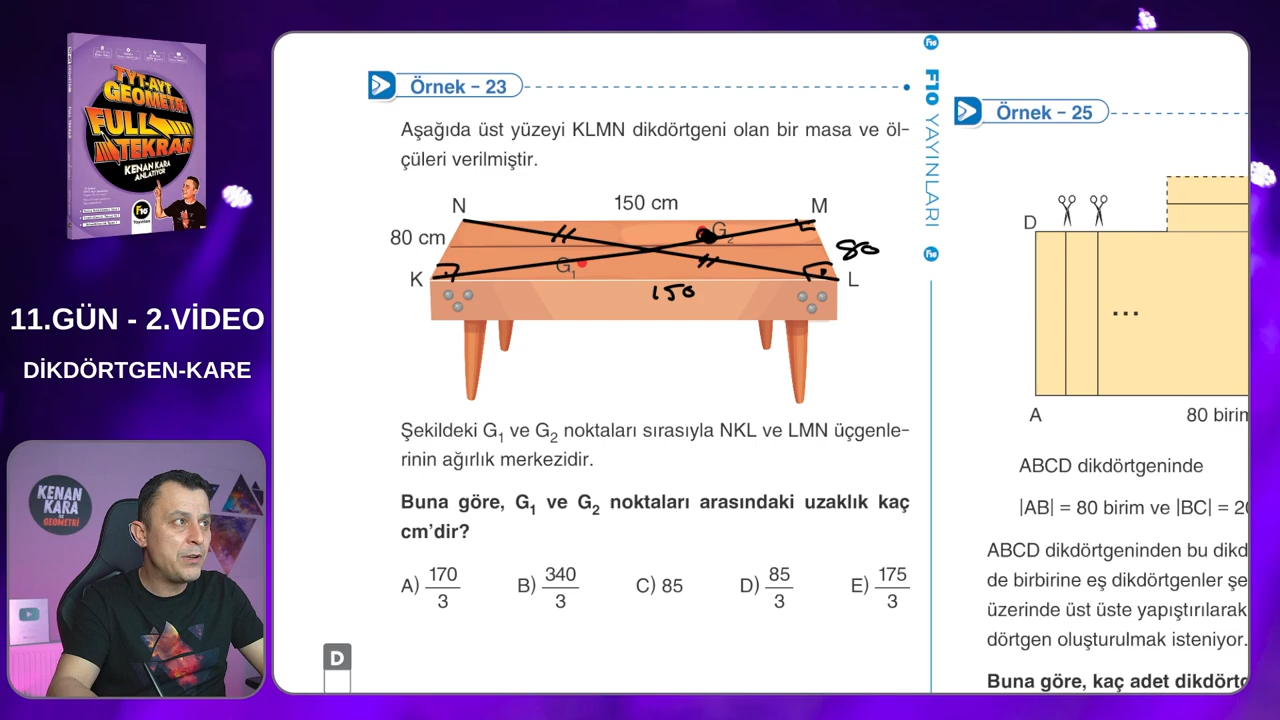 TYT-AYT
GEOMETRİ
FULL
TEKRAR
KENAN KARA
ANLATIYOR
F10
Yayınları
11.GÜN - 2.VİDEO
DİKDÖRTGEN-KARE
KENAN
KARA
ile
GEOMETRİ
Örnek – 23
Aşağıda üst yüzeyi KLMN dikdörtgeni olan bir masa ve öl-
çüleri verilmiştir.
N 150 cm M
80 cm G2 80
K G1 L
150
Şekildeki G1 ve G2 noktaları sırasıyla NKL ve LMN üçgenle-
rinin ağırlık merkezidir.
Buna göre, G1 ve G2 noktaları arasındaki uzaklık kaç
cm'dir?
A) 170/3 B) 340/3 C) 85 D) 85/3 E) 175/3
D
F10 YAYINLARI
Örnek – 25
D
...
A 80 birim
ABCD dikdörtgeninde
|AB| = 80 birim ve |BC| = 20
ABCD dikdörtgeninden bu dikd
de birbirine eş dikdörtgenler şe
üzerinde üst üste yapıştırılarak
dörtgen oluşturulmak isteniyor.
Buna göre, kaç adet dikdörtg